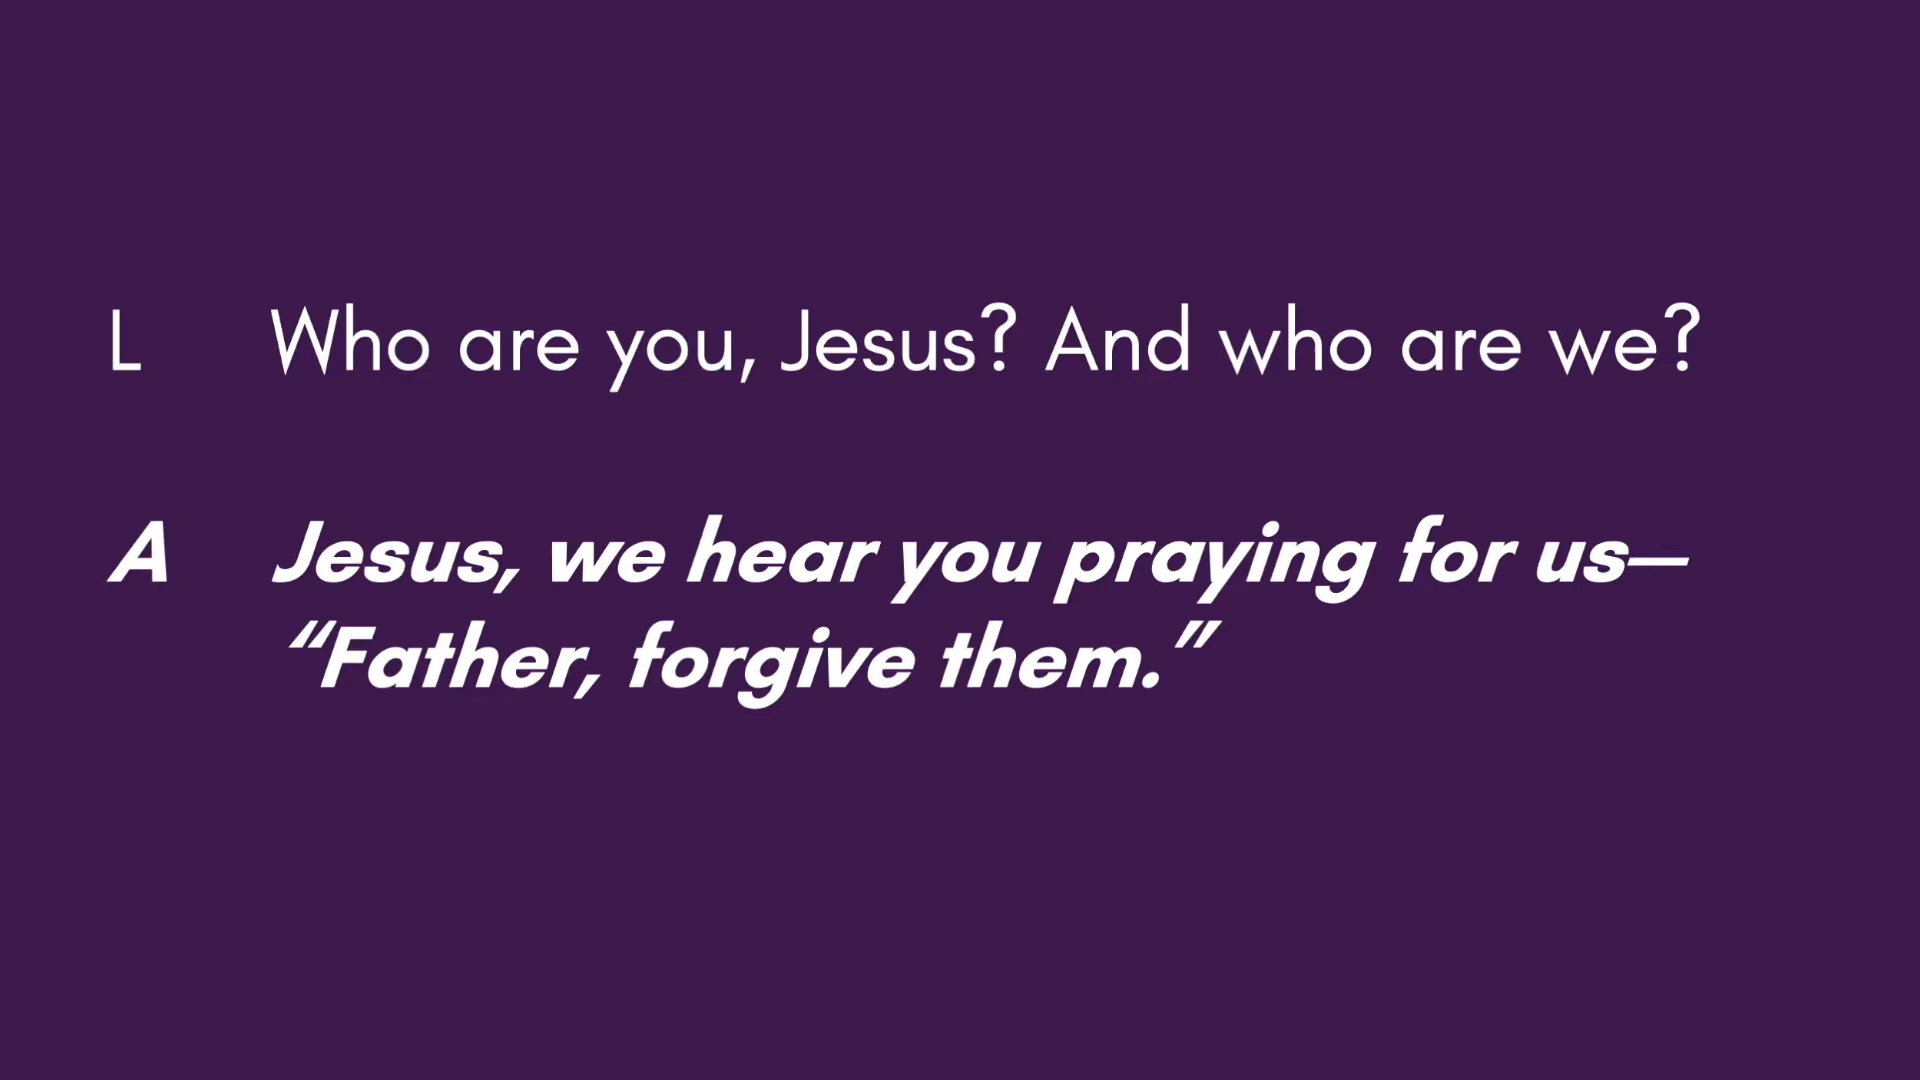 L Who are you, Jesus? And who are we?
A Jesus, we hear you praying for us—
“Father, forgive them.”